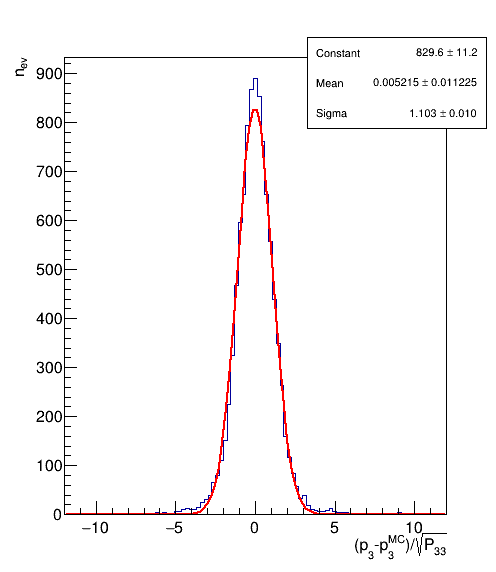 Constant 829.6 ± 11.2
Mean 0.005215 ± 0.011225
Sigma 1.103 ± 0.010
n_ev
900
800
700
600
500
400
300
200
100
0
−10 −5 0 5 10
(p_3-p_3^MC)/√P_33